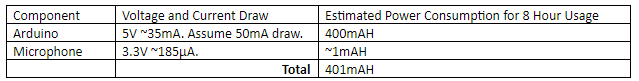 Component Voltage and Current Draw Estimated Power Consumption for 8 Hour Usage
Arduino 5V ~35mA. Assume 50mA draw. 400mAH
Microphone 3.3V ~185µA. ~1mAH
Total 401mAH